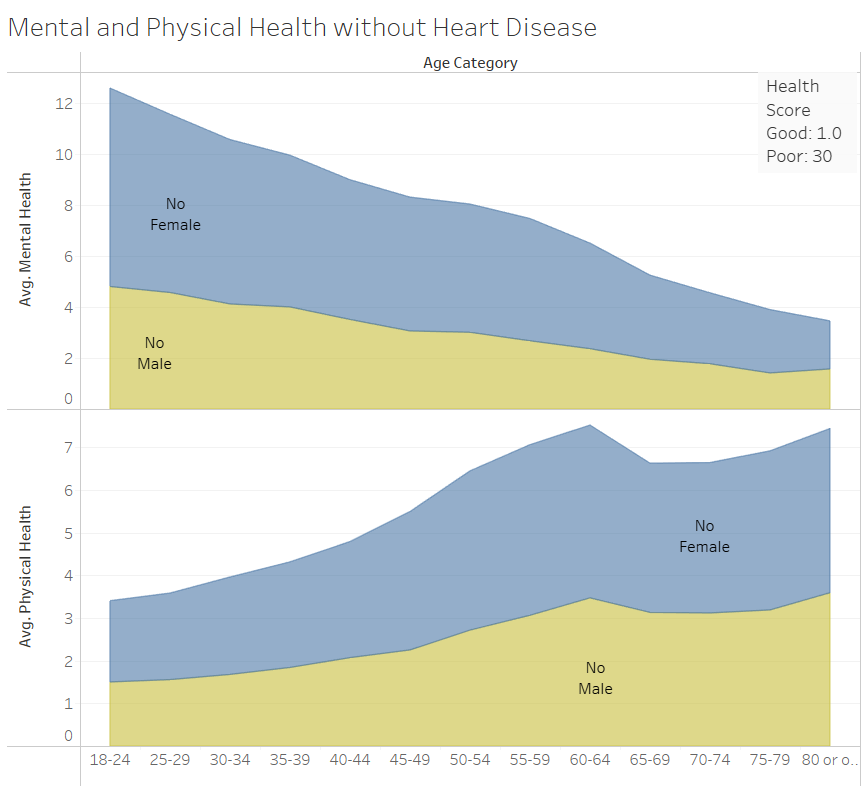 Mental and Physical Health without Heart Disease
Age Category
Health
Score
Good: 1.0
Poor: 30
Avg. Mental Health
12
10
8
6
4
2
0
No
Female
No
Male
Avg. Physical Health
7
6
5
4
3
2
1
0
No
Female
No
Male
18-24 25-29 30-34 35-39 40-44 45-49 50-54 55-59 60-64 65-69 70-74 75-79 80 or o..